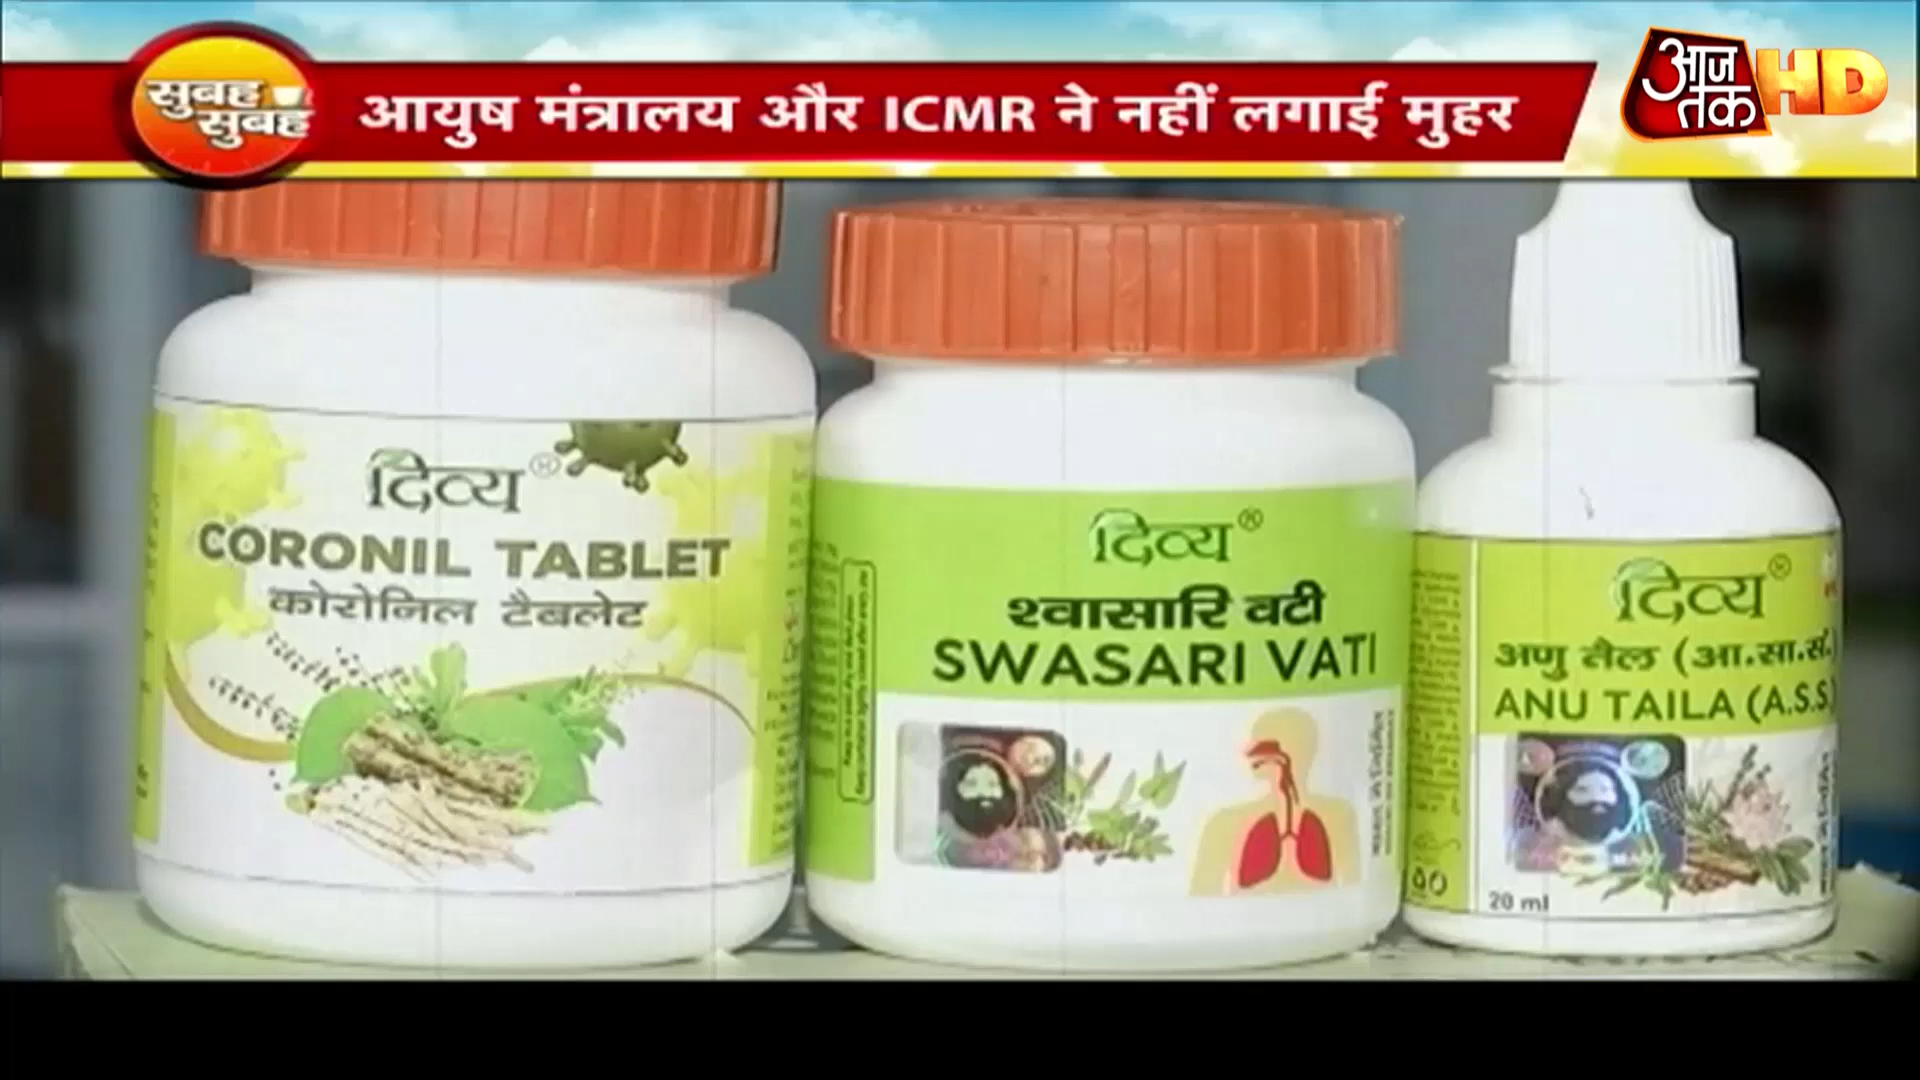 सुबह सुबह
आयुष मंत्रालय और ICMR ने नहीं लगाई मुहर
आज तक HD
दिव्य®
CORONIL TABLET
कोरोनिल टैबलेट
दिव्य®
श्वासारि वटी
SWASARI VATI
दिव्य®
अणु तैल (आ.सा.सं.)
ANU TAILA (A.S.S.)
20 ml